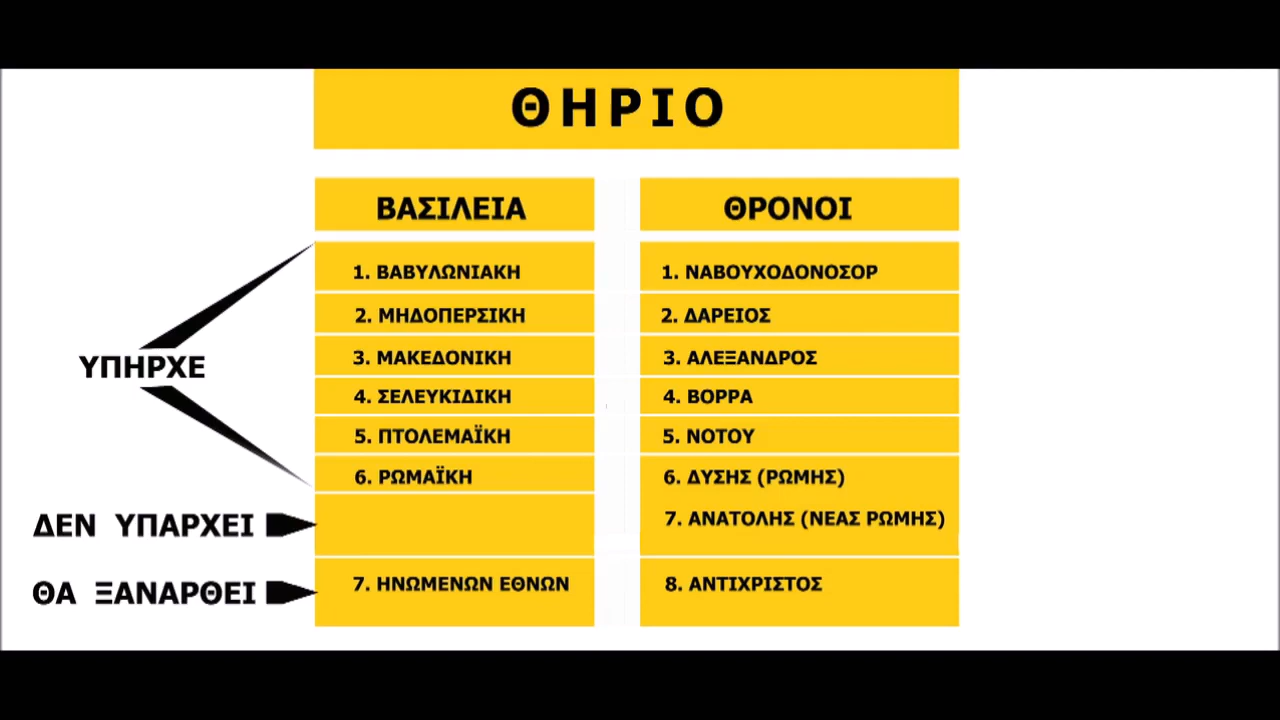 ΘΗΡΙΟ
ΒΑΣΙΛΕΙΑ ΘΡΟΝΟΙ
1. ΒΑΒΥΛΩΝΙΑΚΗ 1. ΝΑΒΟΥΧΟΔΟΝΟΣΟΡ
2. ΜΗΔΟΠΕΡΣΙΚΗ 2. ΔΑΡΕΙΟΣ
ΥΠΗΡΧΕ 3. ΜΑΚΕΔΟΝΙΚΗ 3. ΑΛΕΞΑΝΔΡΟΣ
4. ΣΕΛΕΥΚΙΔΙΚΗ 4. ΒΟΡΡΑ
5. ΠΤΟΛΕΜΑΪΚΗ 5. ΝΟΤΟΥ
6. ΡΩΜΑΪΚΗ 6. ΔΥΣΗΣ (ΡΩΜΗΣ)
ΔΕΝ ΥΠΑΡΧΕΙ 7. ΑΝΑΤΟΛΗΣ (ΝΕΑΣ ΡΩΜΗΣ)
ΘΑ ΞΑΝΑΡΘΕΙ 7. ΗΝΩΜΕΝΩΝ ΕΘΝΩΝ 8. ΑΝΤΙΧΡΙΣΤΟΣ